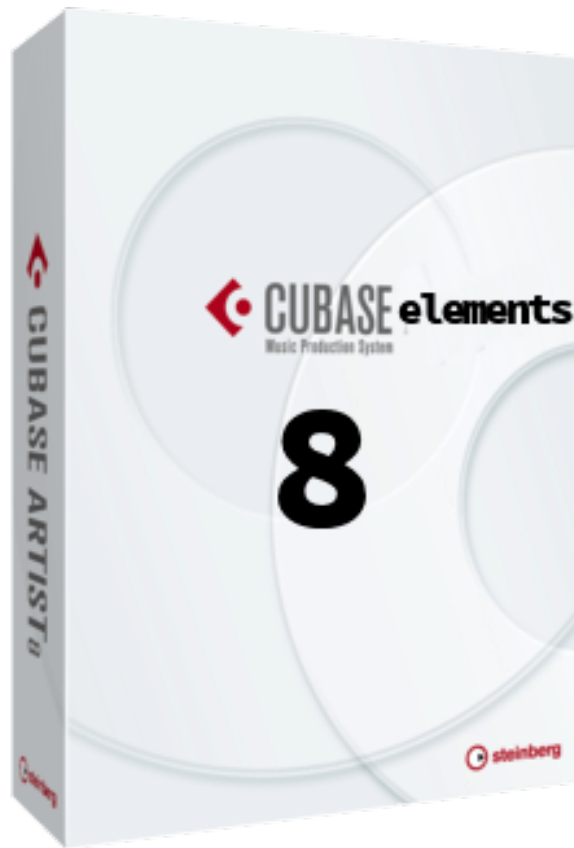 CUBASE elements
Music Production System
8
steinberg
CUBASE ARTIST 8
steinberg